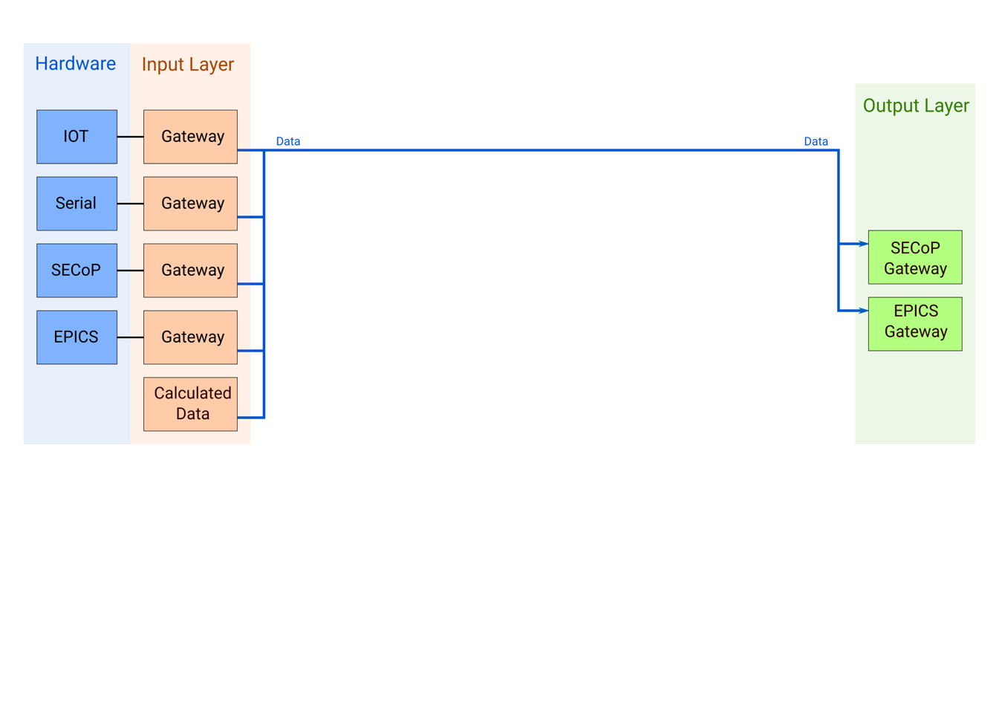 Hardware
Input Layer
Output Layer
IOT
Gateway
Data
Data
Serial
Gateway
SECoP
Gateway
SECoP
Gateway
EPICS
Gateway
EPICS
Gateway
Calculated
Data